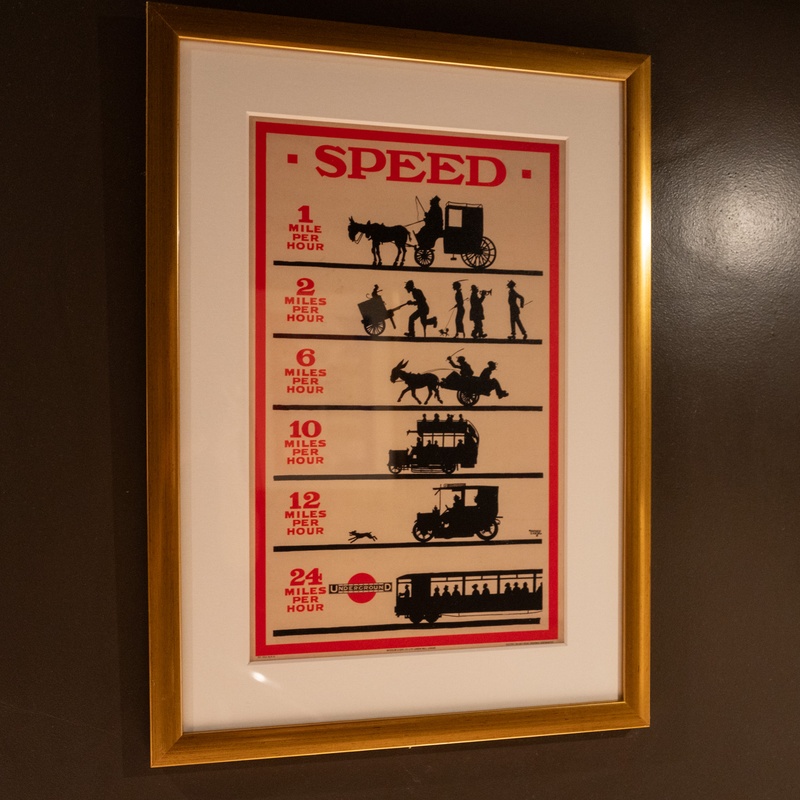 · SPEED ·
1
MILE
PER
HOUR
2
MILES
PER
HOUR
6
MILES
PER
HOUR
10
MILES
PER
HOUR
12
MILES
PER
HOUR
24
MILES
PER
HOUR
UNDERGROUND